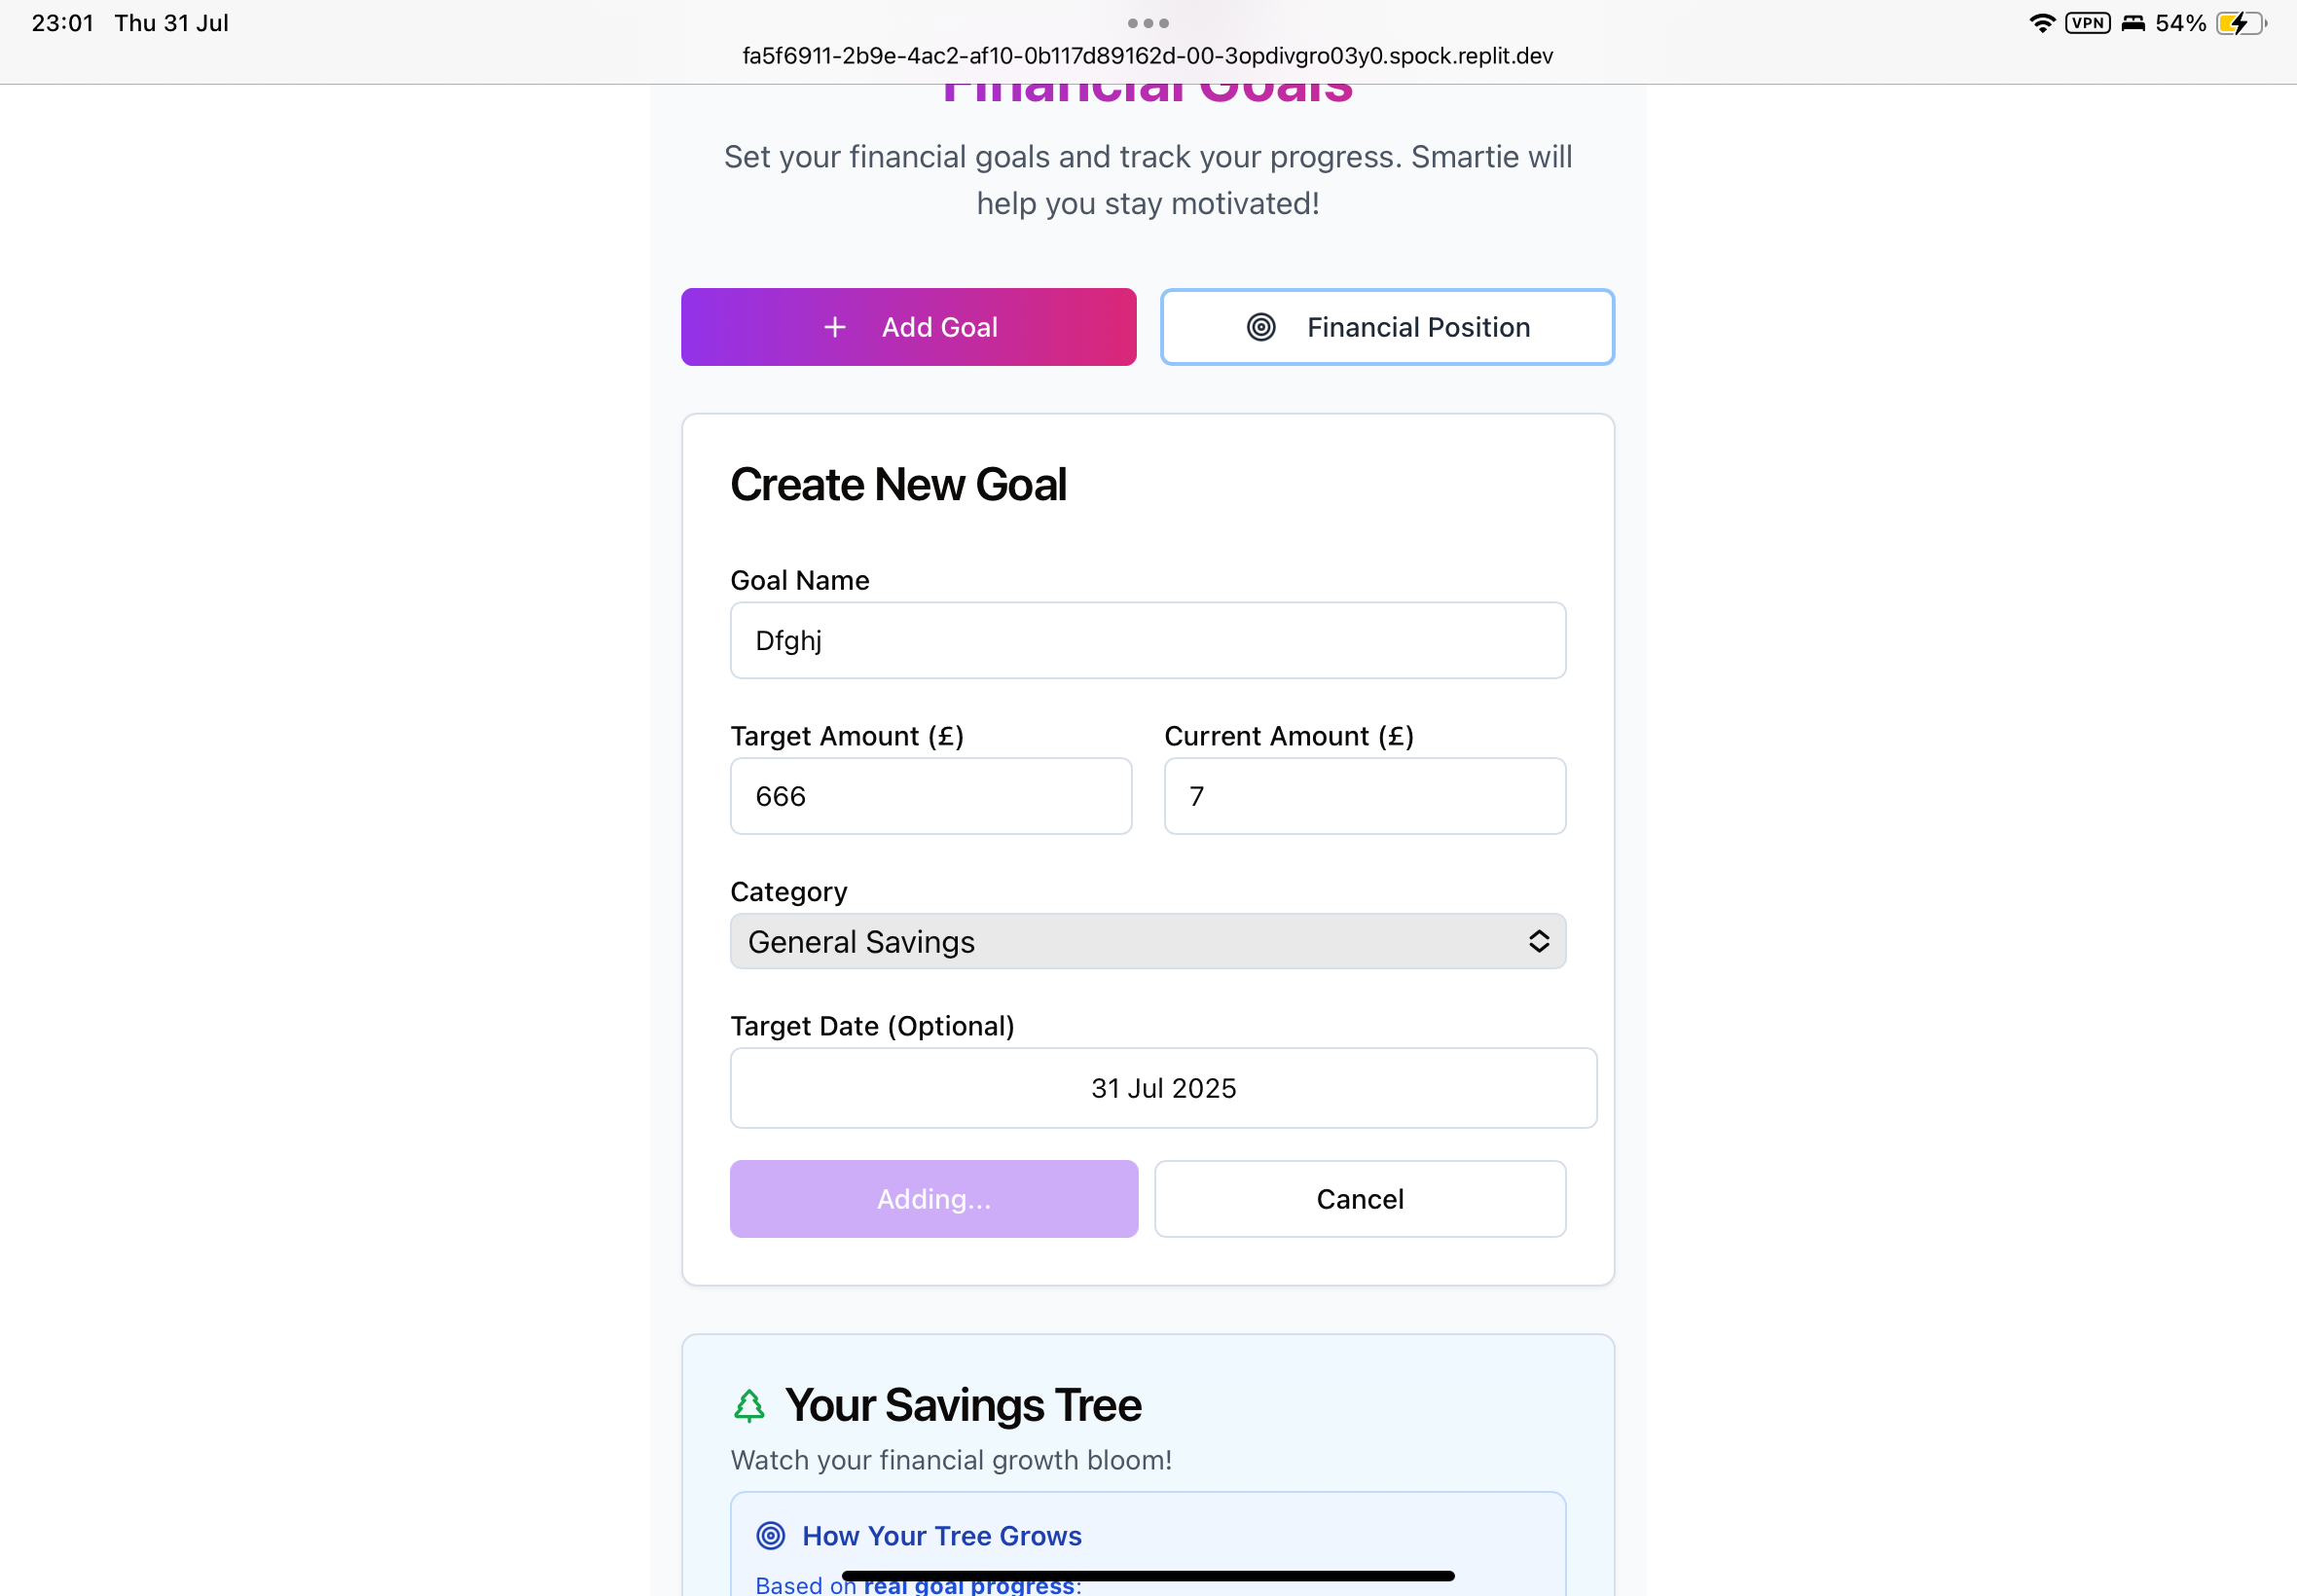 23:01 Thu 31 Jul
VPN 54%
fa5f6911-2b9e-4ac2-af10-0b117d89162d-00-3opdivgro03y0.spock.replit.dev
Financial Goals
Set your financial goals and track your progress. Smartie will
help you stay motivated!
+ Add Goal
Financial Position
Create New Goal
Goal Name
Dfghj
Target Amount (£) Current Amount (£)
666 7
Category
General Savings
Target Date (Optional)
31 Jul 2025
Adding... Cancel
Your Savings Tree
Watch your financial growth bloom!
How Your Tree Grows
Based on real goal progress: